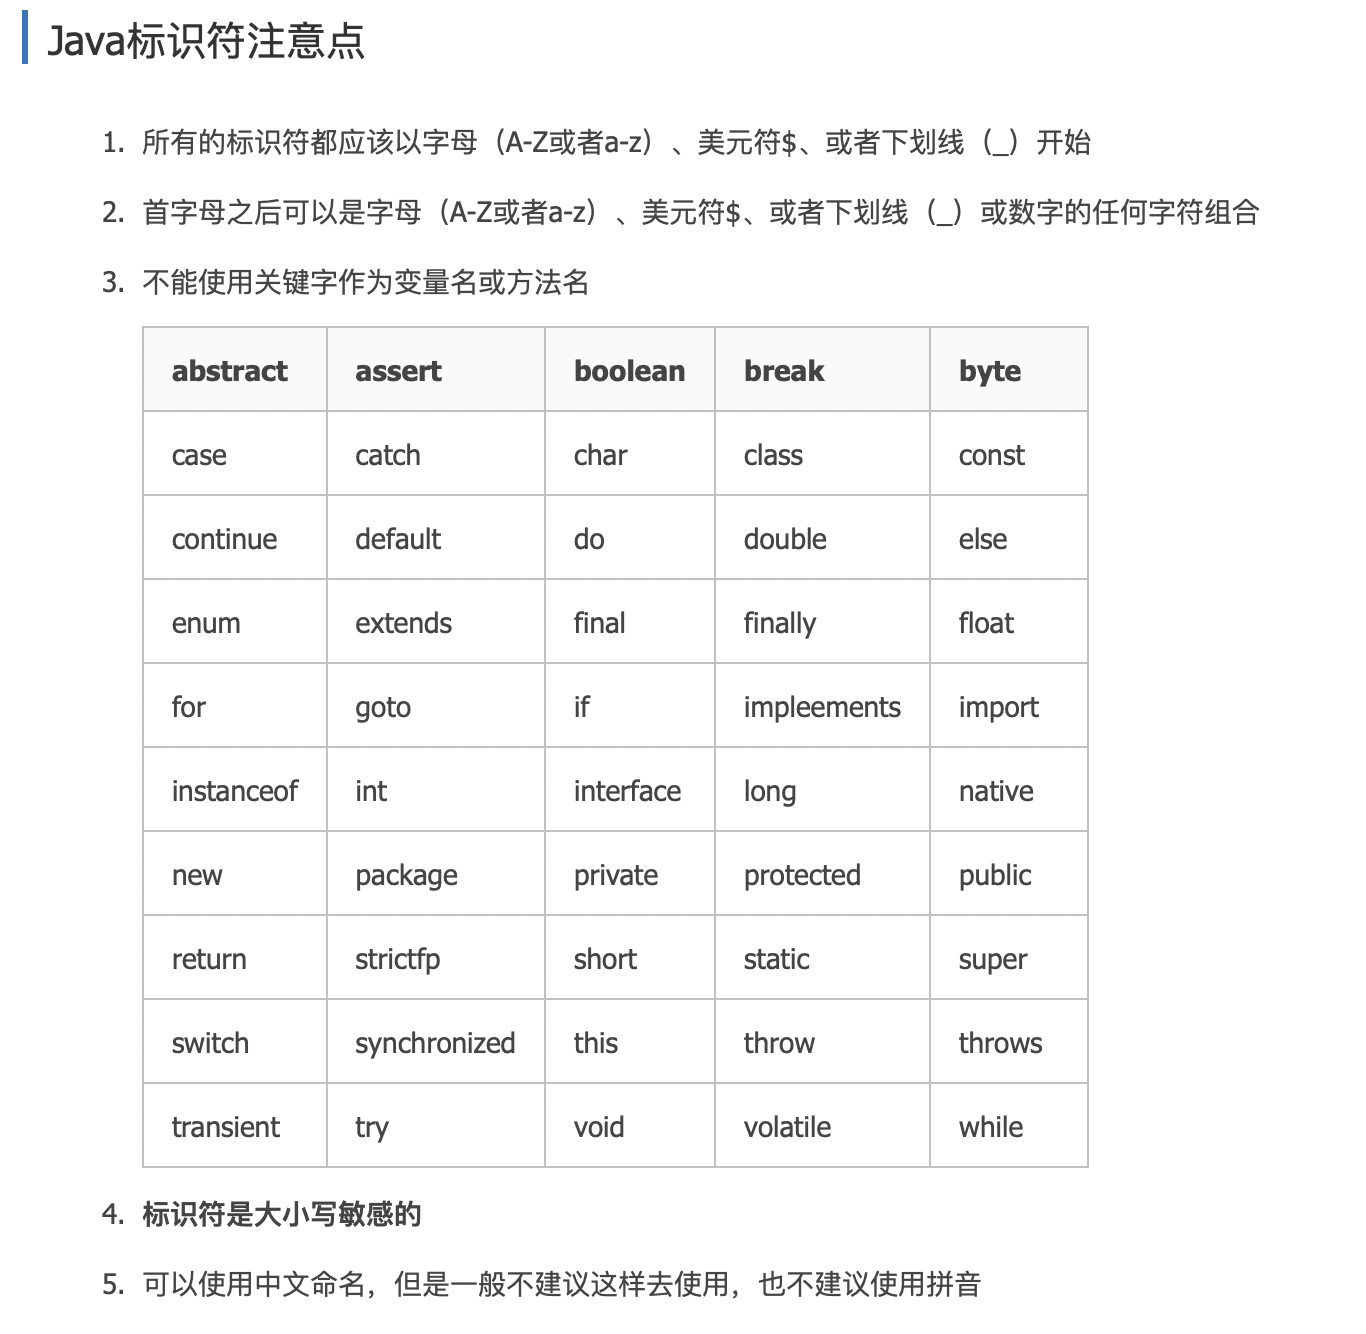 Java标识符注意点
1. 所有的标识符都应该以字母（A-Z或者a-z）、美元符$、或者下划线（_）开始
2. 首字母之后可以是字母（A-Z或者a-z）、美元符$、或者下划线（_）或数字的任何字符组合
3. 不能使用关键字作为变量名或方法名
abstract assert boolean break byte
case catch char class const
continue default do double else
enum extends final finally float
for goto if impleements import
instanceof int interface long native
new package private protected public
return strictfp short static super
switch synchronized this throw throws
transient try void volatile while
4. 标识符是大小写敏感的
5. 可以使用中文命名，但是一般不建议这样去使用，也不建议使用拼音